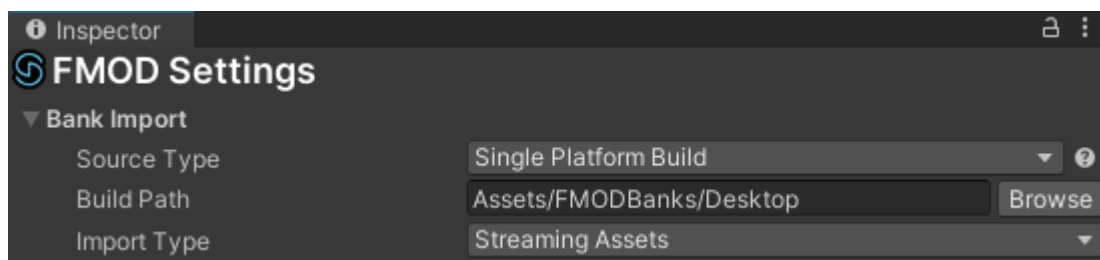 Inspector
FMOD Settings
Bank Import
Source Type Single Platform Build
Build Path Assets/FMODBanks/Desktop Browse
Import Type Streaming Assets